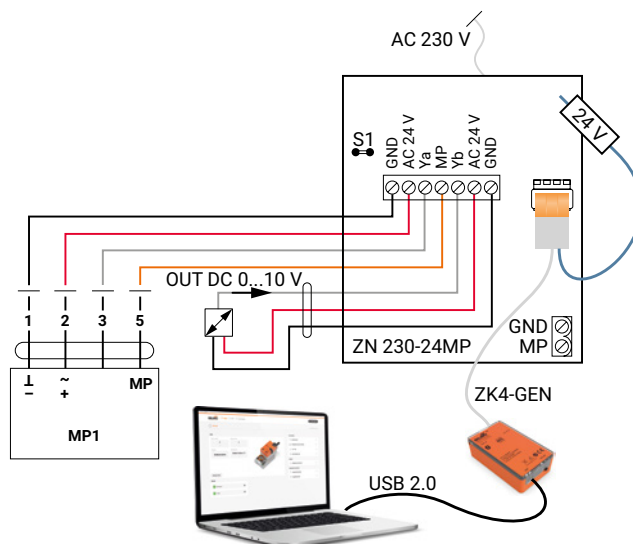 AC 230 V
24 V
S1
GND
AC 24 V
Ya
MP
Yb
AC 24 V
GND
OUT DC 0...10 V
1 2 3 5
GND
MP
ZN 230-24MP
⊥ ~ MP
– +
MP1
ZK4-GEN
USB 2.0